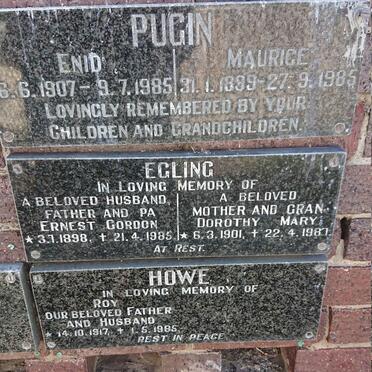 PUGIN
ENID MAURICE
6.6.1907 - 9.7.1985 31.1.1899-27.9.1985
LOVINGLY REMEMBERED BY YOUR
CHILDREN AND GRANDCHILDREN
EGLING
IN LOVING MEMORY OF
A BELOVED HUSBAND,
FATHER AND PA
ERNEST GORDON
★ 3.1.1898 + 21.4.1985
A BELOVED
MOTHER AND GRAN
DOROTHY MARY
★ 6.3.1901 + 22.4.1987
AT REST
HOWE
IN LOVING MEMORY OF
ROY
OUR BELOVED FATHER
AND HUSBAND
★ 14.10.1917 + 1.5.1985
REST IN PEACE